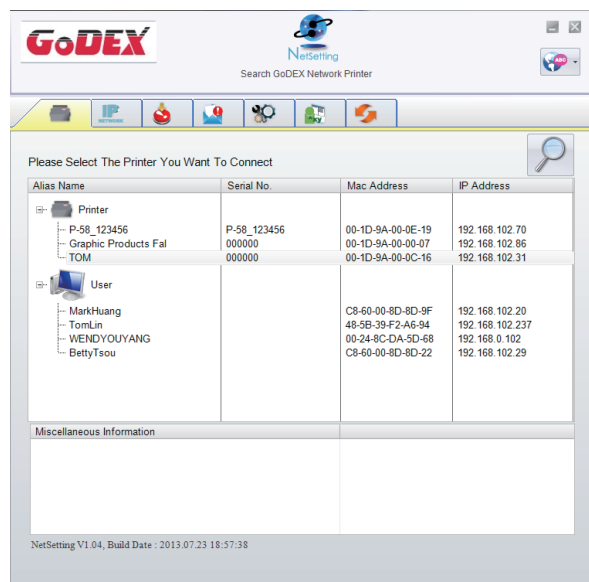 GoDEX
NetSetting
Search GoDEX Network Printer
ABC
IP
NETWORK
Please Select The Printer You Want To Connect
Alias Name Serial No. Mac Address IP Address
Printer
P-58_123456 P-58_123456 00-1D-9A-00-0E-19 192.168.102.70
Graphic Products Fal 000000 00-1D-9A-00-00-07 192.168.102.86
TOM 000000 00-1D-9A-00-0C-16 192.168.102.31
User
MarkHuang C8-60-00-8D-8D-9F 192.168.102.20
TomLin 48-5B-39-F2-A6-94 192.168.102.237
WENDYOUYANG 00-24-8C-DA-5D-68 192.168.0.102
BettyTsou C8-60-00-8D-8D-22 192.168.102.29
Miscellaneous Information
NetSetting V1.04, Build Date : 2013.07.23 18:57:38